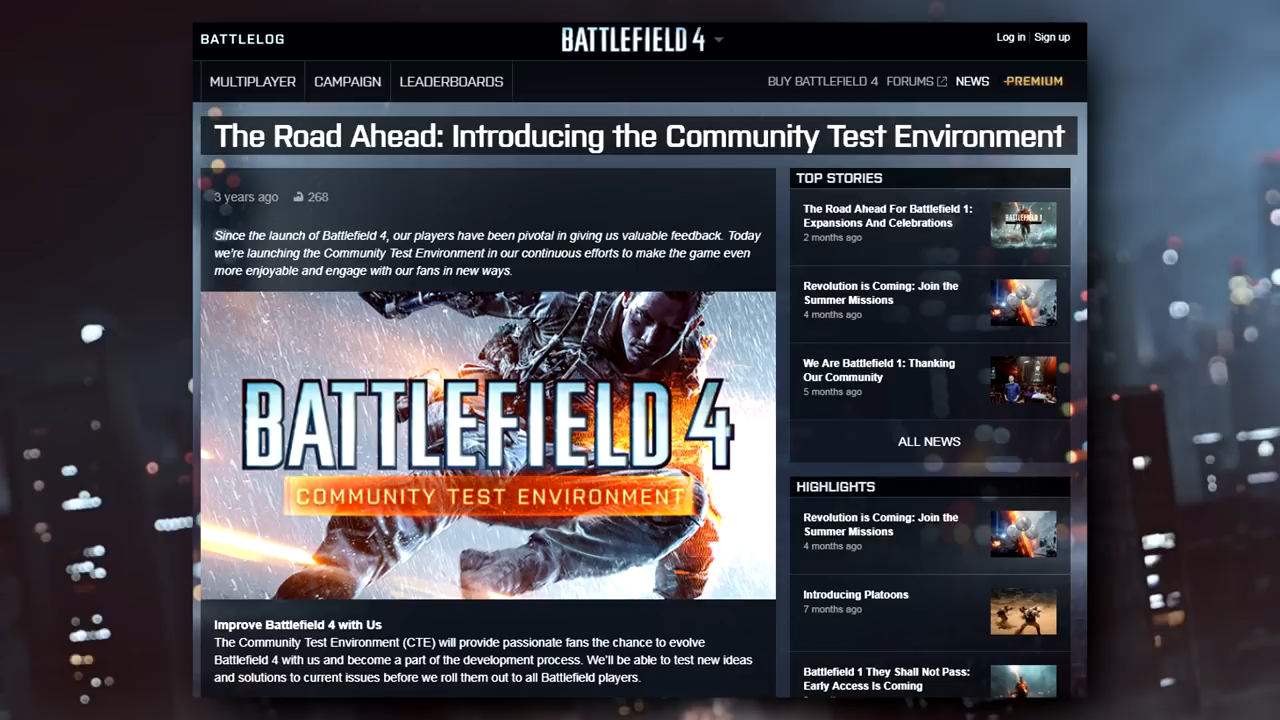 BATTLELOG
BATTLEFIELD 4
Log in Sign up
MULTIPLAYER CAMPAIGN LEADERBOARDS
BUY BATTLEFIELD 4 FORUMS NEWS PREMIUM
The Road Ahead: Introducing the Community Test Environment
3 years ago 268
Since the launch of Battlefield 4, our players have been pivotal in giving us valuable feedback. Today
we're launching the Community Test Environment in our continuous efforts to make the game even
more enjoyable and engage with our fans in new ways.
BATTLEFIELD 4
COMMUNITY TEST ENVIRONMENT
Improve Battlefield 4 with Us
The Community Test Environment (CTE) will provide passionate fans the chance to evolve
Battlefield 4 with us and become a part of the development process. We'll be able to test new ideas
and solutions to current issues before we roll them out to all Battlefield players.
TOP STORIES
The Road Ahead For Battlefield 1:
Expansions And Celebrations
2 months ago
BATTLEFIELD 1
Revolution is Coming: Join the
Summer Missions
4 months ago
We Are Battlefield 1: Thanking
Our Community
5 months ago
ALL NEWS
HIGHLIGHTS
Revolution is Coming: Join the
Summer Missions
4 months ago
Introducing Platoons
7 months ago
Battlefield 1 They Shall Not Pass:
Early Access Is Coming